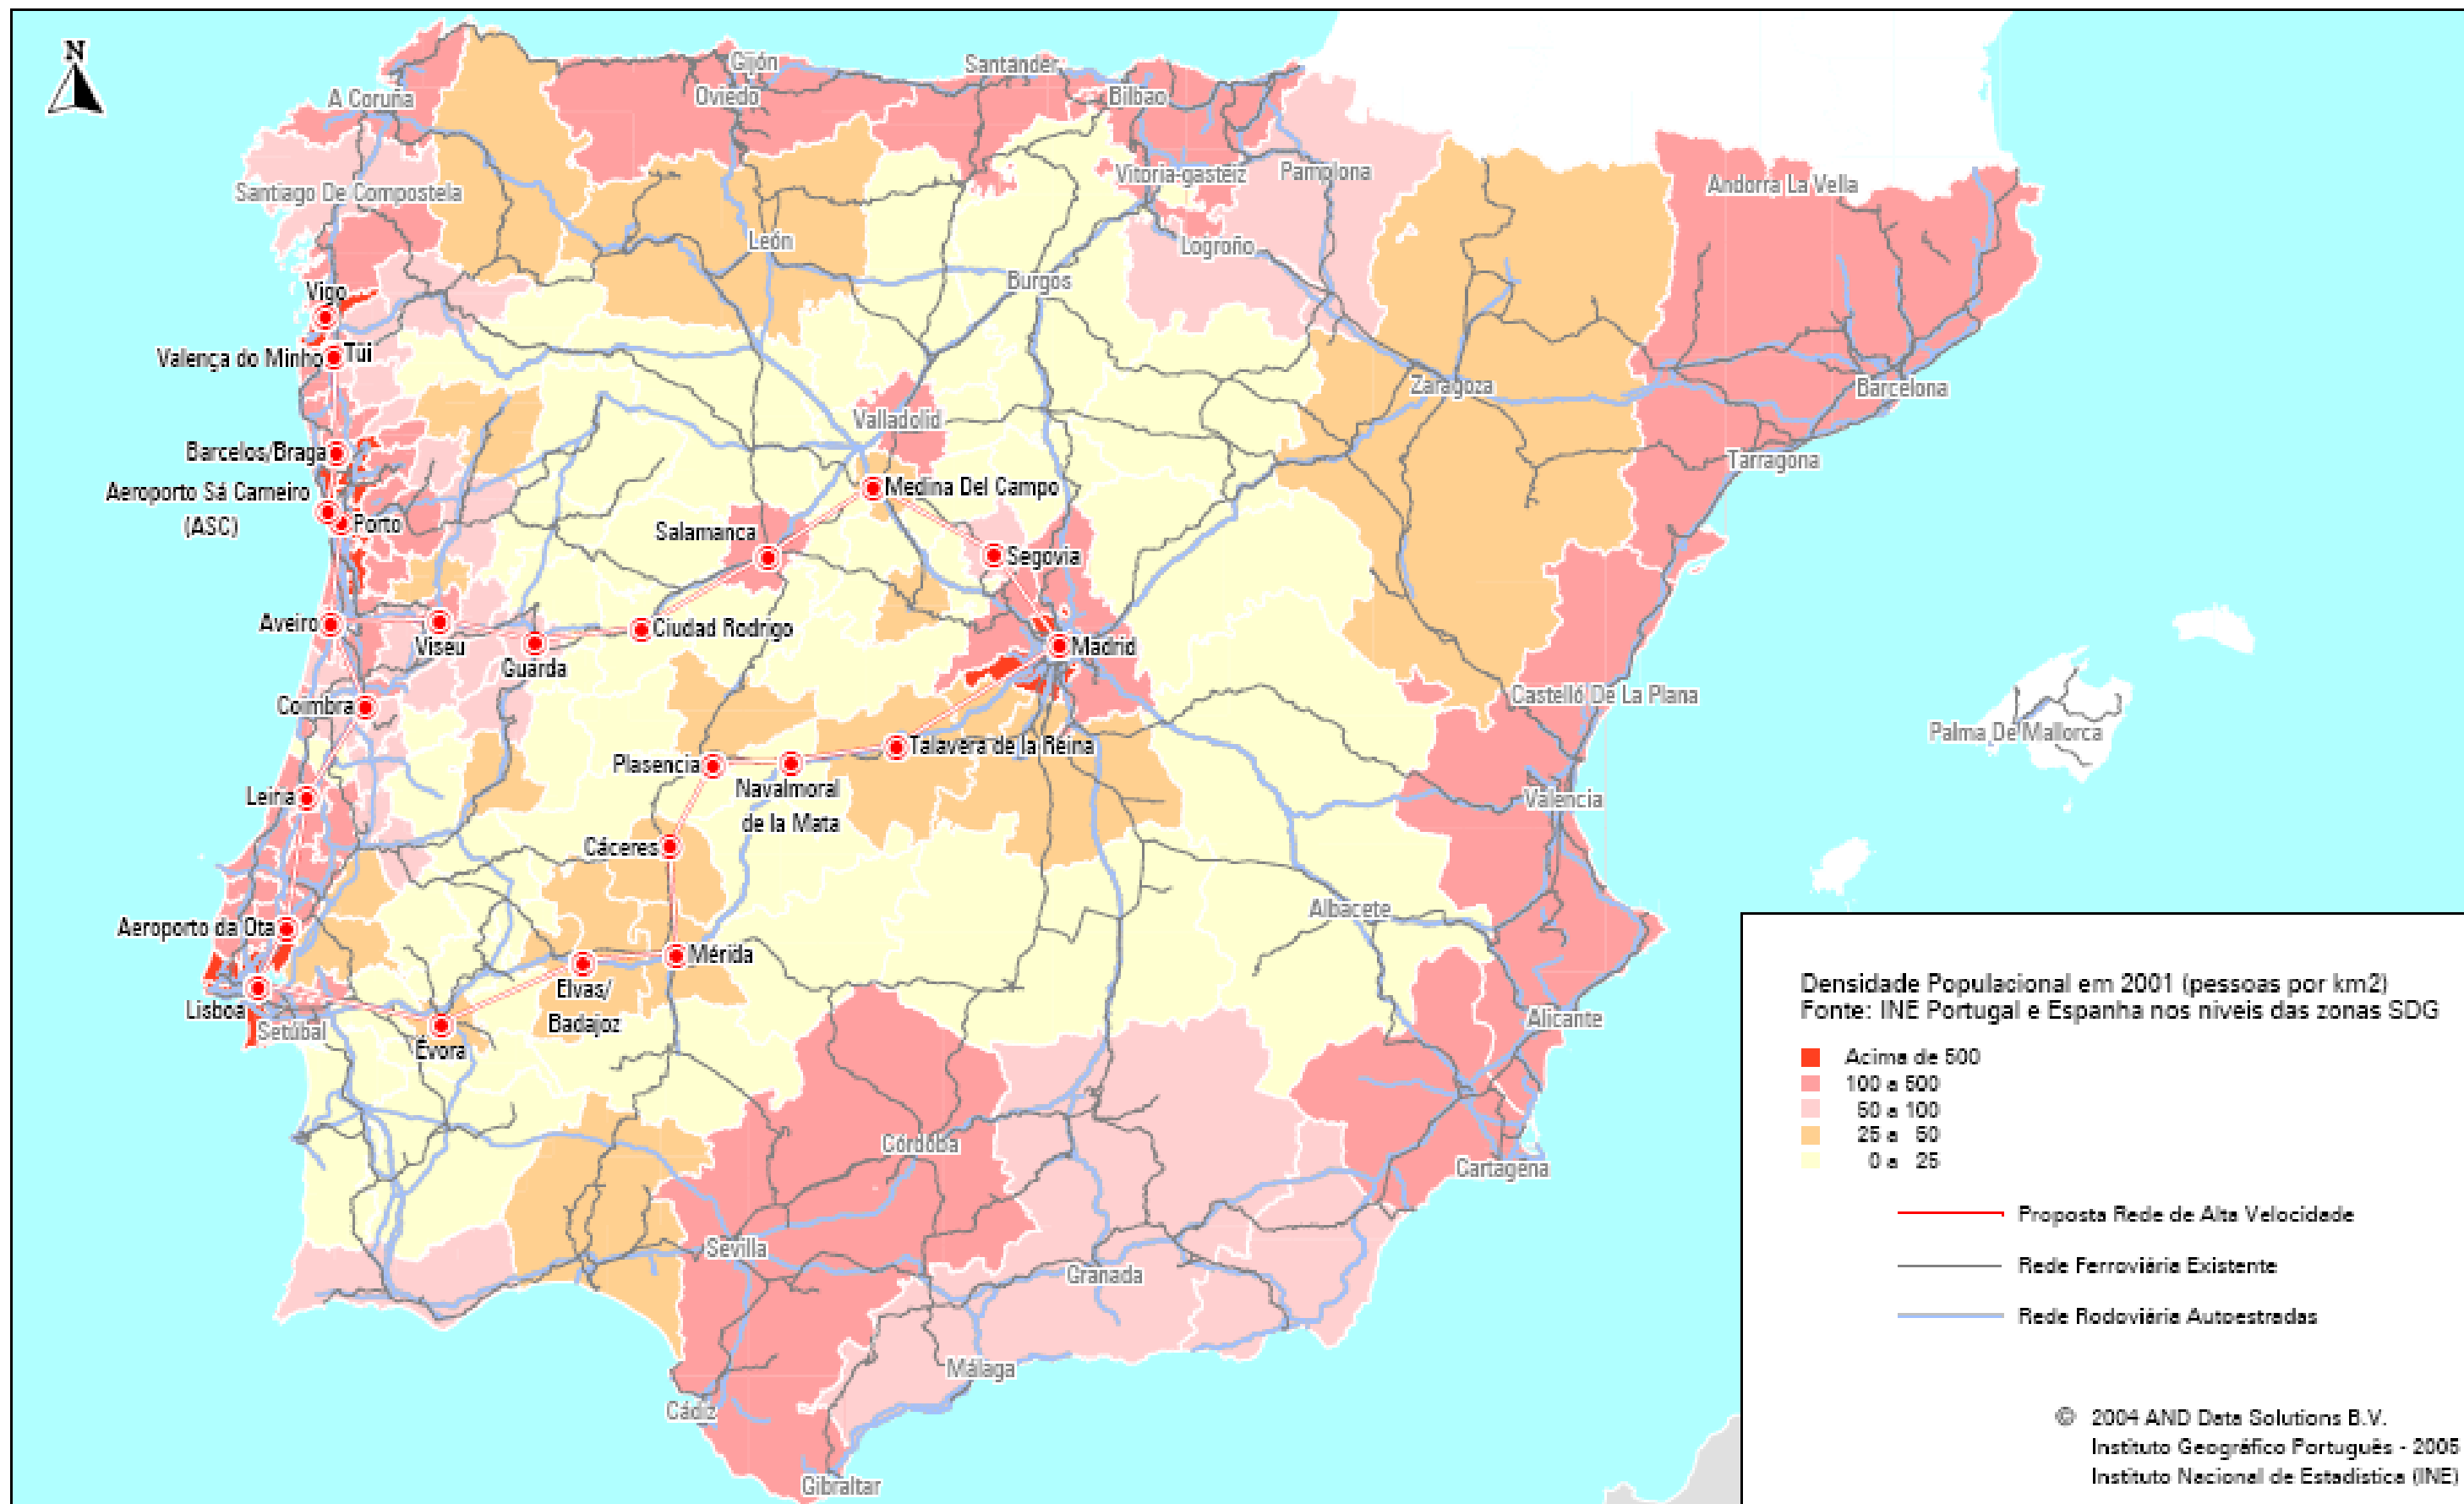 N
Gijón
Santander
A Coruña
Oviedo
Bilbao
Santiago De Compostela
Vitoria-gasteiz
Pamplona
Andorra La Vella
León
Logroño
Burgos
Vigo
Valença do Minho
Tui
Zaragoza
Barcelona
Valladolid
Barcelos/Braga
Tarragona
Aeroporto Sá Carneiro
(ASC)
Porto
Medina Del Campo
Salamanca
Segovia
Aveiro
Viseu
Guarda
Ciudad Rodrigo
Madrid
Coimbra
Castelló De La Plana
Palma De Mallorca
Talavera de la Reina
Plasencia
Navalmoral
de la Mata
Leiria
Valencia
Cáceres
Albacete
Aeroporto da Ota
Mérida
Elvas/
Badajoz
Lisboa
Setúbal
Évora
Alicante
Córdoba
Cartagena
Sevilla
Granada
Málaga
Cádiz
Gibraltar
Densidade Populacional em 2001 (pessoas por km2)
Fonte: INE Portugal e Espanha nos níveis das zonas SDG
Acima de 500
100 a 500
50 a 100
25 a 50
0 a 25
Proposta Rede de Alta Velocidade
Rede Ferroviária Existente
Rede Rodoviária Autoestradas
© 2004 AND Data Solutions B.V.
Instituto Geográfico Português - 2005
Instituto Nacional de Estadística (INE)